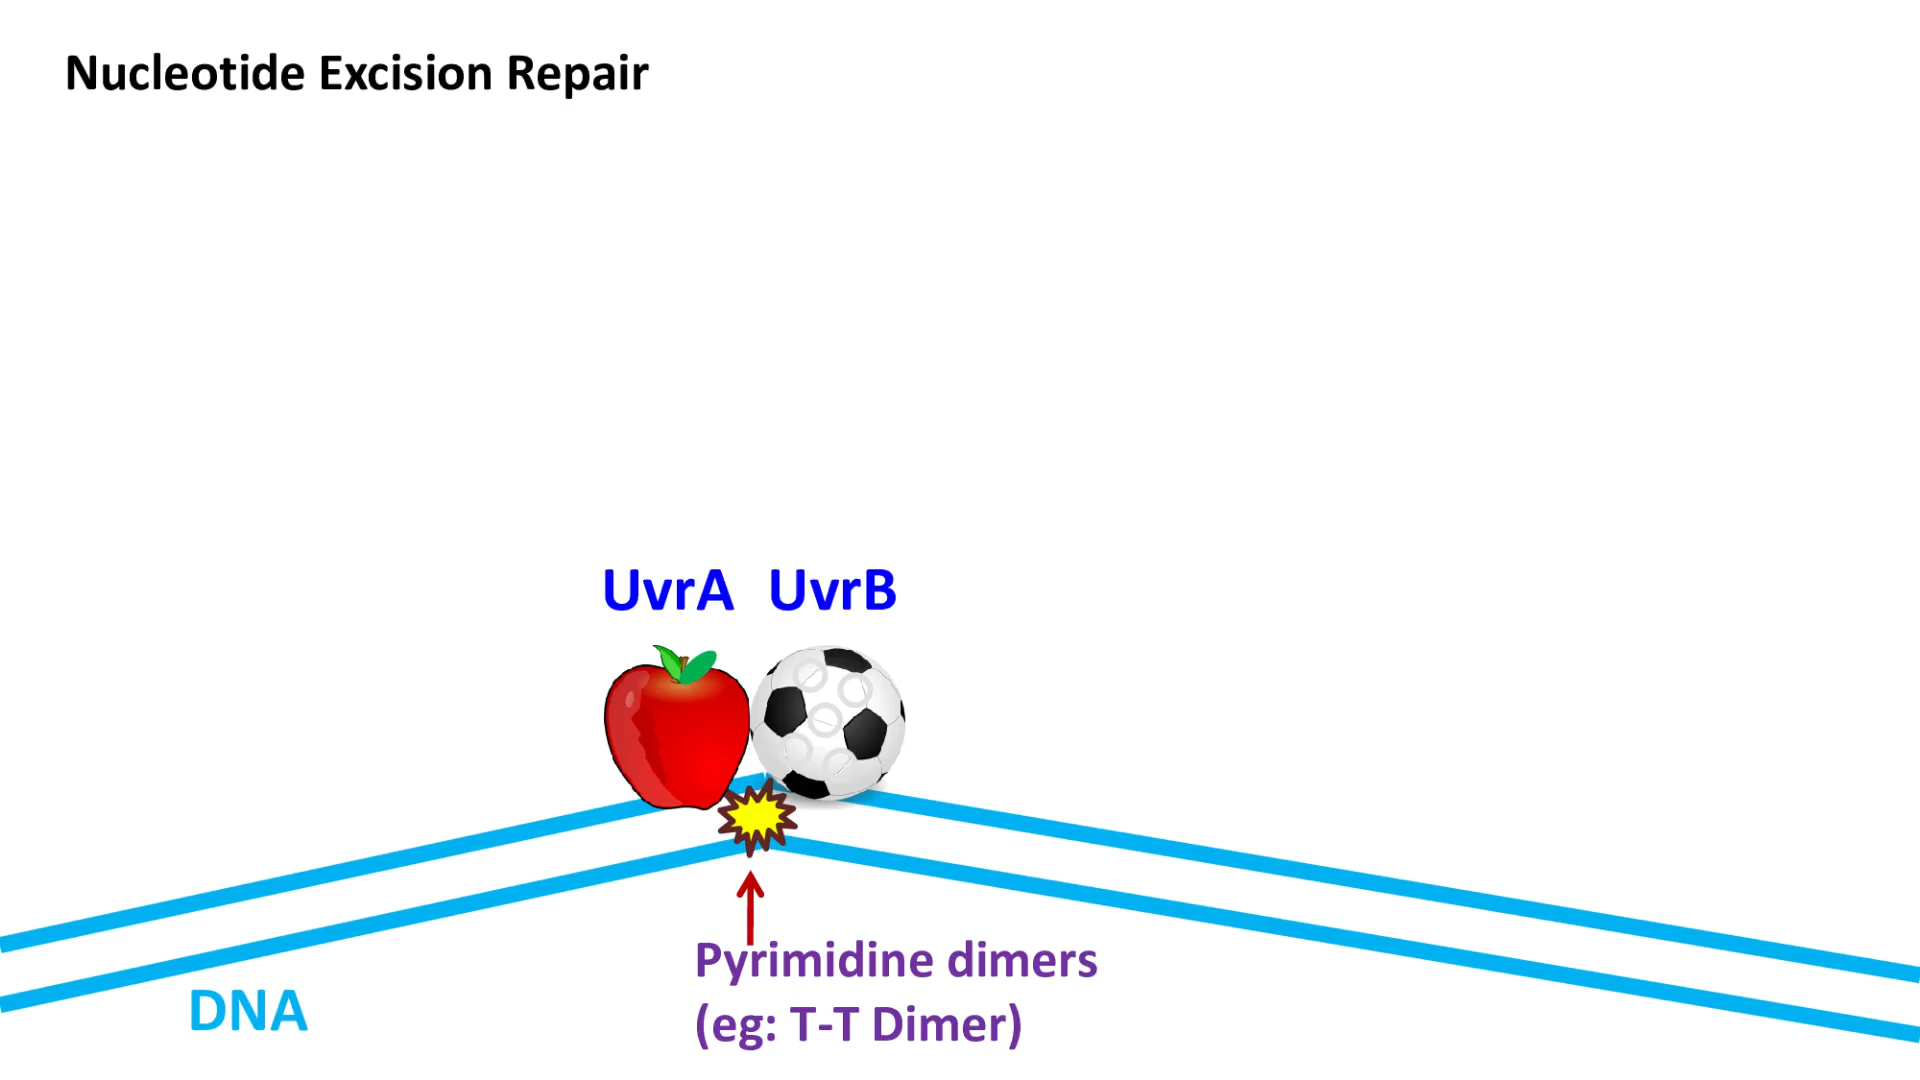 Nucleotide Excision Repair
UvrA UvrB
Pyrimidine dimers
(eg: T-T Dimer)
DNA